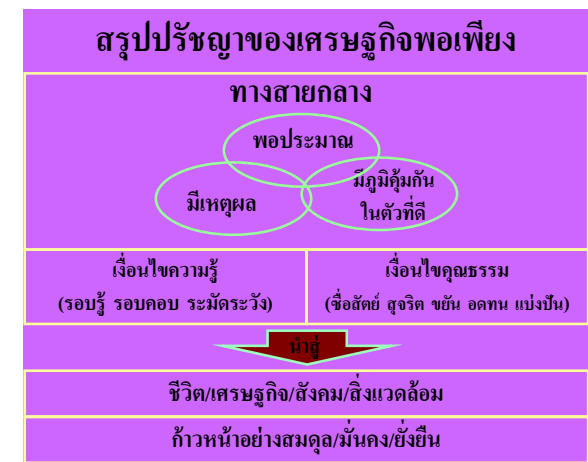 สรุปปรัชญาของเศรษฐกิจพอเพียง
ทางสายกลาง
พอประมาณ
มีเหตุผล
มีภูมิคุ้มกัน
ในตัวที่ดี
เงื่อนไขความรู้
(รอบรู้ รอบคอบ ระมัดระวัง)
เงื่อนไขคุณธรรม
(ซื่อสัตย์ สุจริต ขยัน อดทน แบ่งปัน)
นำสู่
ชีวิต/เศรษฐกิจ/สังคม/สิ่งแวดล้อม
ก้าวหน้าอย่างสมดุล/มั่นคง/ยั่งยืน